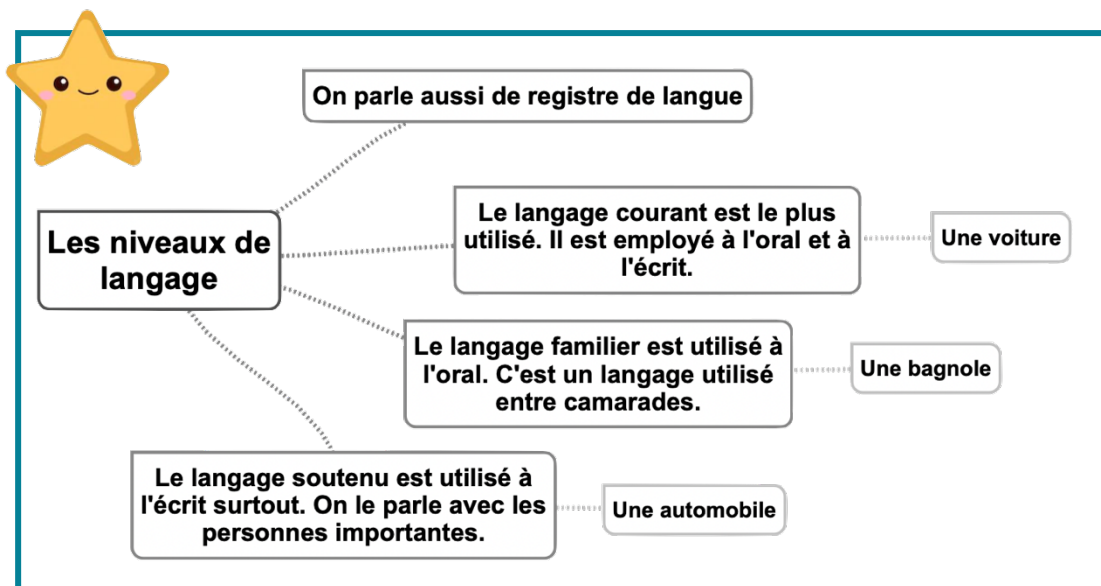 On parle aussi de registre de langue
Les niveaux de
langage
Le langage courant est le plus
utilisé. Il est employé à l'oral et à
l'écrit.
Une voiture
Le langage familier est utilisé à
l'oral. C'est un langage utilisé
entre camarades.
Une bagnole
Le langage soutenu est utilisé à
l'écrit surtout. On le parle avec les
personnes importantes.
Une automobile